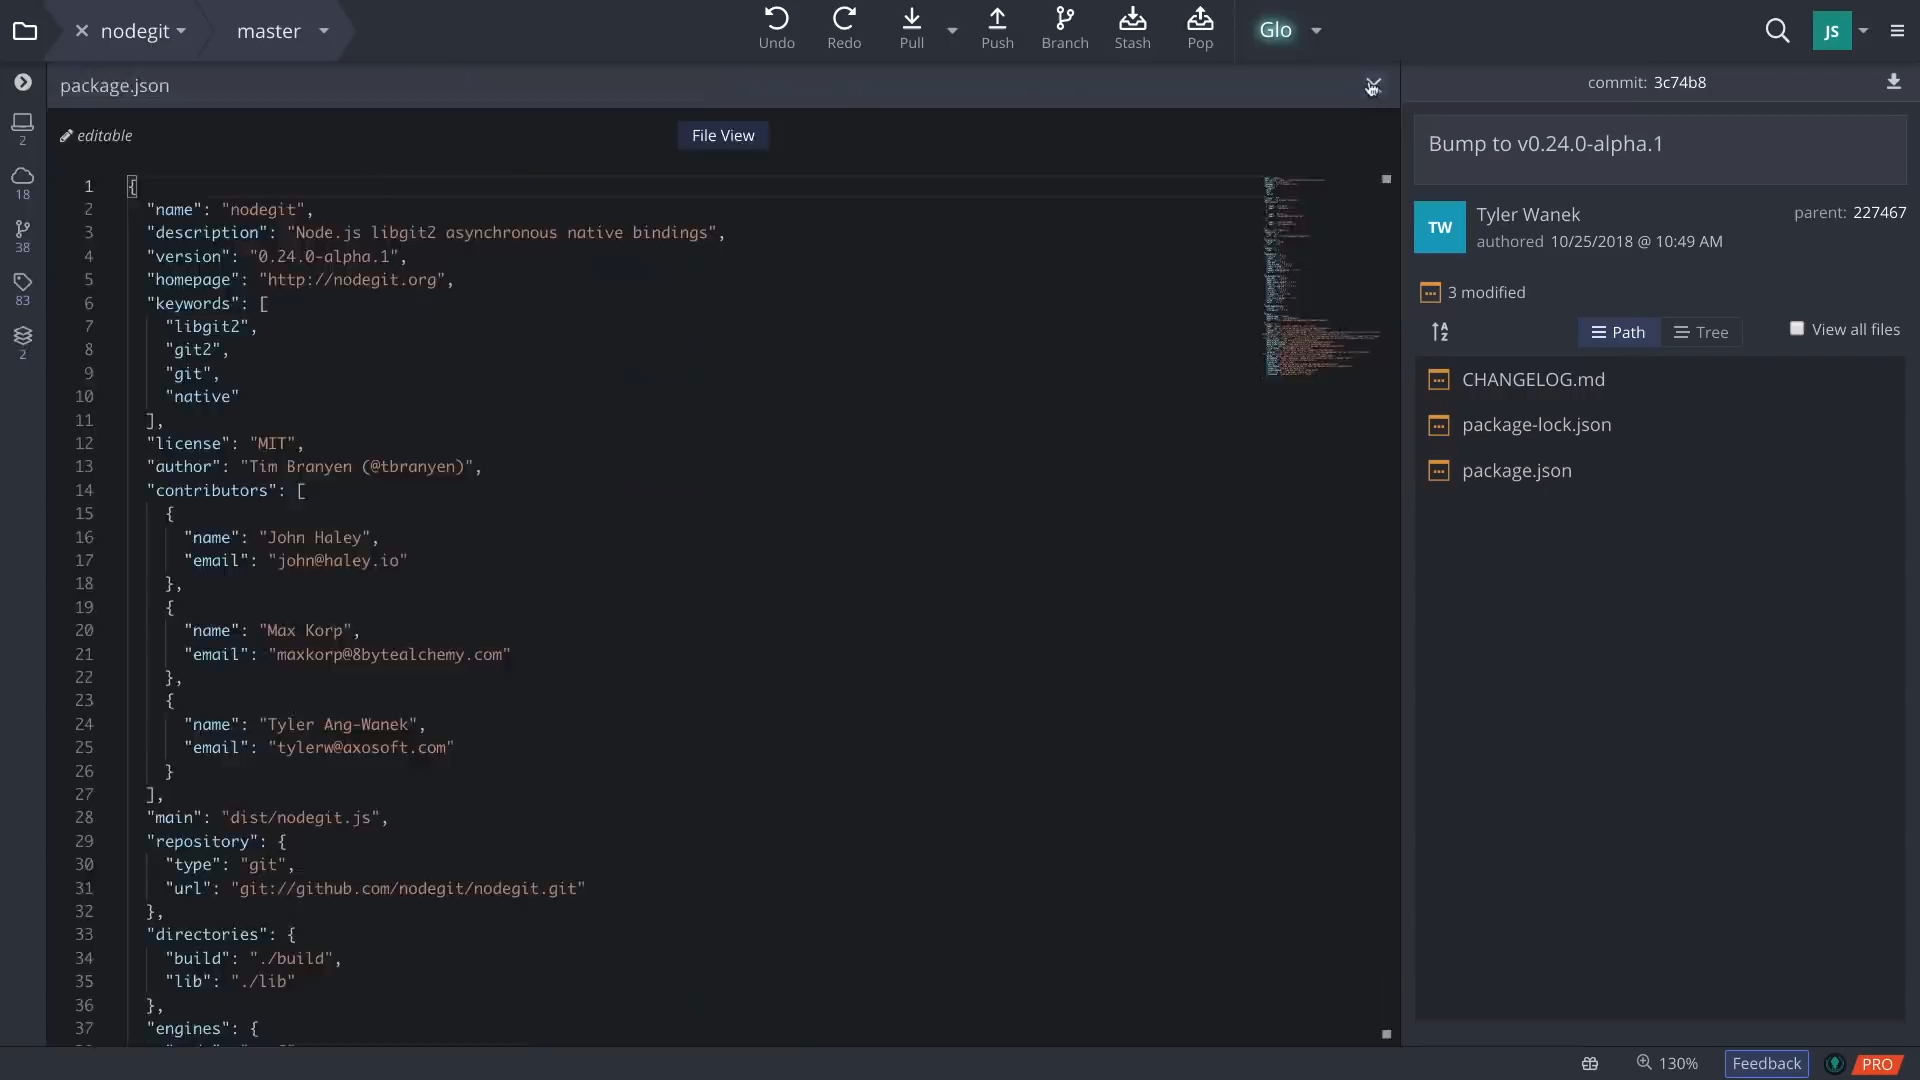 nodegit
master
Undo
Redo
Pull
Push
Branch
Stash
Pop
Glo
JS
package.json
commit: 3c74b8
editable
File View
Bump to v0.24.0-alpha.1
TW
Tyler Wanek
authored 10/25/2018 @ 10:49 AM
parent: 227467
3 modified
Path
Tree
View all files
CHANGELOG.md
package-lock.json
package.json
2
18
38
83
2
1 {
2 "name": "nodegit",
3 "description": "Node.js libgit2 asynchronous native bindings",
4 "version": "0.24.0-alpha.1",
5 "homepage": "http://nodegit.org",
6 "keywords": [
7 "libgit2",
8 "git2",
9 "git",
10 "native"
11 ],
12 "license": "MIT",
13 "author": "Tim Branyen (@tbranyen)",
14 "contributors": [
15 {
16 "name": "John Haley",
17 "email": "john@haley.io"
18 },
19 {
20 "name": "Max Korp",
21 "email": "maxkorp@8bytealchemy.com"
22 },
23 {
24 "name": "Tyler Ang-Wanek",
25 "email": "tylerw@axosoft.com"
26 }
27 ],
28 "main": "dist/nodegit.js",
29 "repository": {
30 "type": "git",
31 "url": "git://github.com/nodegit/nodegit.git"
32 },
33 "directories": {
34 "build": "./build",
35 "lib": "./lib"
36 },
37 "engines": {
130%
Feedback
PRO